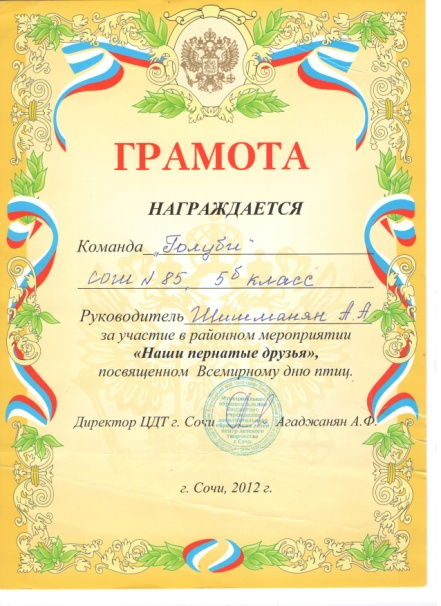 ГРАМОТА
НАГРАЖДАЕТСЯ
Команда „Голуби“
СОШ № 85, 5 б класс
Руководитель Шишманян А.А
за участие в районном мероприятии
«Наши пернатые друзья»,
посвященном Всемирному дню птиц.
Директор ЦДТ г. Сочи Агаджанян А.Ф.
г. Сочи, 2012 г.